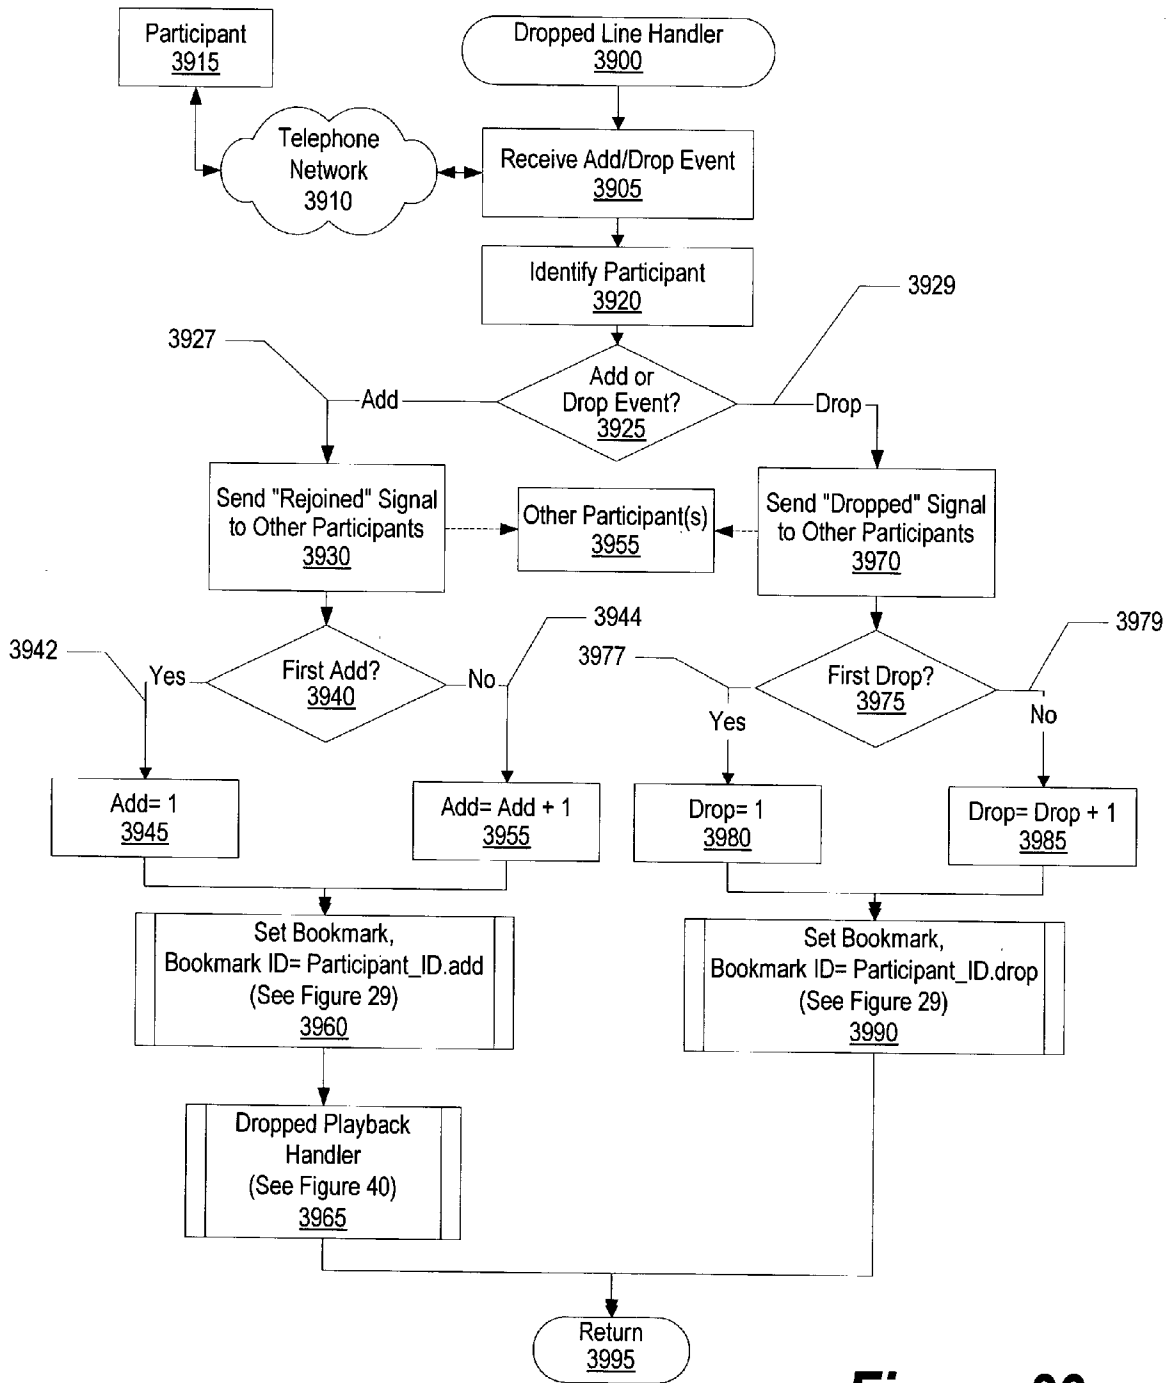 Participant
3915
Dropped Line Handler
3900
Telephone
Network
3910
Receive Add/Drop Event
3905
Identify Participant
3920
3929
3927
Add or
Drop Event?
3925
Add
Drop
Send "Rejoined" Signal
to Other Participants
3930
Other Participant(s)
3955
Send "Dropped" Signal
to Other Participants
3970
3942
Yes
First Add?
3940
No
3944
3977
Yes
First Drop?
3975
3979
No
Add= 1
3945
Add= Add + 1
3955
Drop= 1
3980
Drop= Drop + 1
3985
Set Bookmark,
Bookmark ID= Participant_ID.add
(See Figure 29)
3960
Set Bookmark,
Bookmark ID= Participant_ID.drop
(See Figure 29)
3990
Dropped Playback
Handler
(See Figure 40)
3965
Return
3995